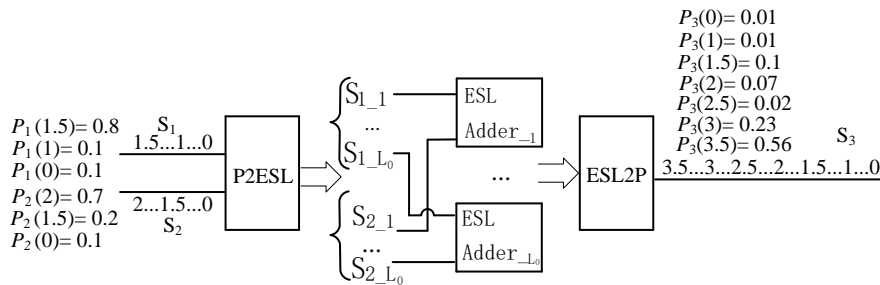 P₁(1.5)= 0.8
P₁(1)= 0.1
P₁(0)= 0.1
P₂(2)= 0.7
P₂(1.5)= 0.2
P₂(0)= 0.1
S₁
1.5...1...0
2...1.5...0
S₂
P2ESL
S₁_₁
...
S₁_L₀
S₂_₁
...
S₂_L₀
ESL
Adder_₁
...
ESL
Adder_L₀
ESL2P
P₃(0)= 0.01
P₃(1)= 0.01
P₃(1.5)= 0.1
P₃(2)= 0.07
P₃(2.5)= 0.02
P₃(3)= 0.23
P₃(3.5)= 0.56
S₃
3.5...3...2.5...2...1.5...1...0